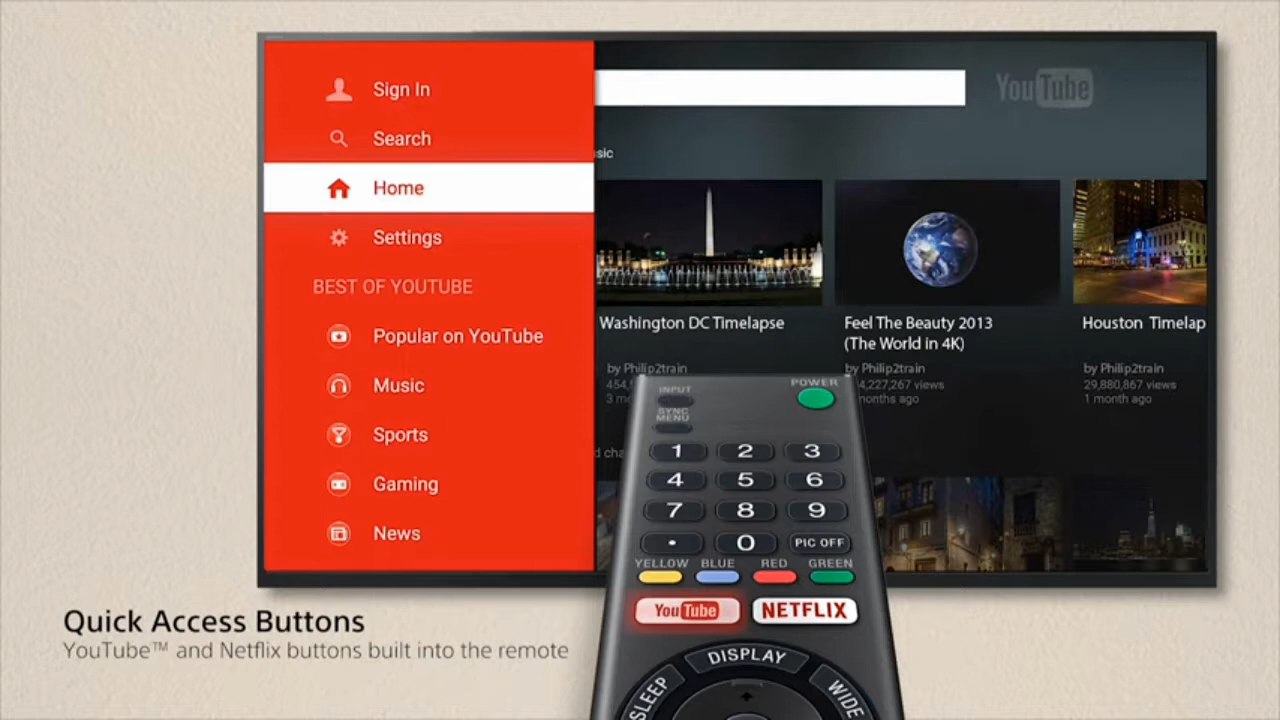 Sign In
Search
Home
Settings
BEST OF YOUTUBE
Popular on YouTube
Music
Sports
Gaming
News
YouTube
sic
Washington DC Timelapse
by Philip2train
454,
3 mo
Feel The Beauty 2013
(The World in 4K)
by Philip2train
4,227,267 views
months ago
Houston Timelap
by Philip2train
29,880,867 views
1 month ago
d cha
INPUT
POWER
SYNC
MENU
1 2 3
4 5 6
7 8 9
. 0 PIC OFF
YELLOW BLUE RED GREEN
YouTube NETFLIX
DISPLAY
SLEEP
WIDE
Quick Access Buttons
YouTube™ and Netflix buttons built into the remote